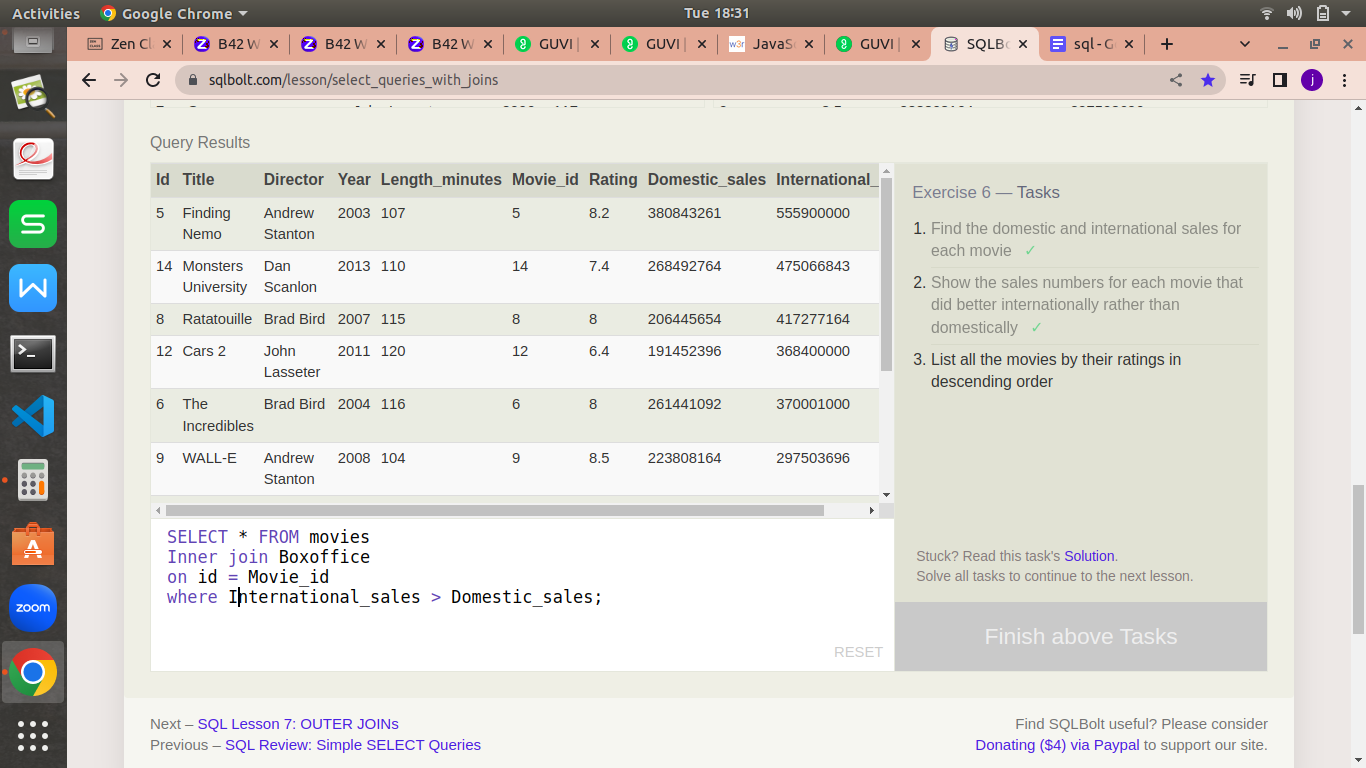 Activities Google Chrome Tue 18:31
Zen Cl B42 W B42 W B42 W GUVI | GUVI | JavaSc GUVI | SQLBo sql - G
sqlbolt.com/lesson/select_queries_with_joins j
Query Results
Id Title Director Year Length_minutes Movie_id Rating Domestic_sales International_
5 Finding Nemo Andrew Stanton 2003 107 5 8.2 380843261 555900000
14 Monsters University Dan Scanlon 2013 110 14 7.4 268492764 475066843
8 Ratatouille Brad Bird 2007 115 8 8 206445654 417277164
12 Cars 2 John Lasseter 2011 120 12 6.4 191452396 368400000
6 The Incredibles Brad Bird 2004 116 6 8 261441092 370001000
9 WALL-E Andrew Stanton 2008 104 9 8.5 223808164 297503696
Exercise 6 — Tasks
1. Find the domestic and international sales for
each movie ✓
2. Show the sales numbers for each movie that
did better internationally rather than
domestically ✓
3. List all the movies by their ratings in
descending order
Stuck? Read this task's Solution.
Solve all tasks to continue to the next lesson.
Finish above Tasks
SELECT * FROM movies
Inner join Boxoffice
on id = Movie_id
where International_sales > Domestic_sales;
RESET
Next – SQL Lesson 7: OUTER JOINs
Previous – SQL Review: Simple SELECT Queries
Find SQLBolt useful? Please consider
Donating ($4) via Paypal to support our site.
zoom